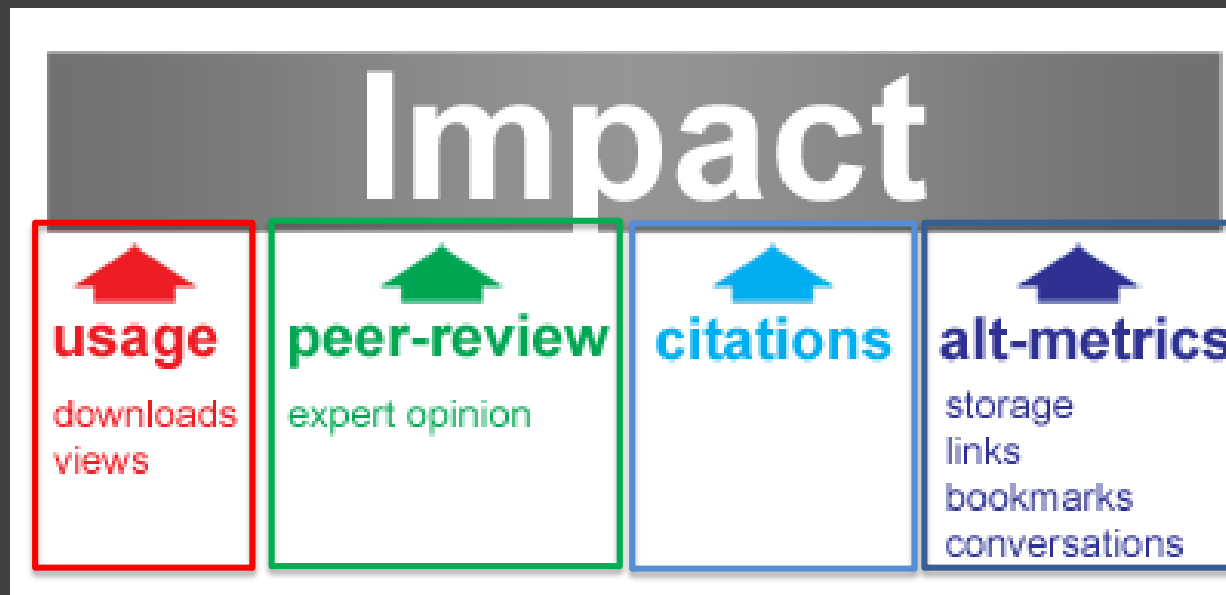 Impact
usage
downloads
views
peer-review
expert opinion
citations
alt-metrics
storage
links
bookmarks
conversations